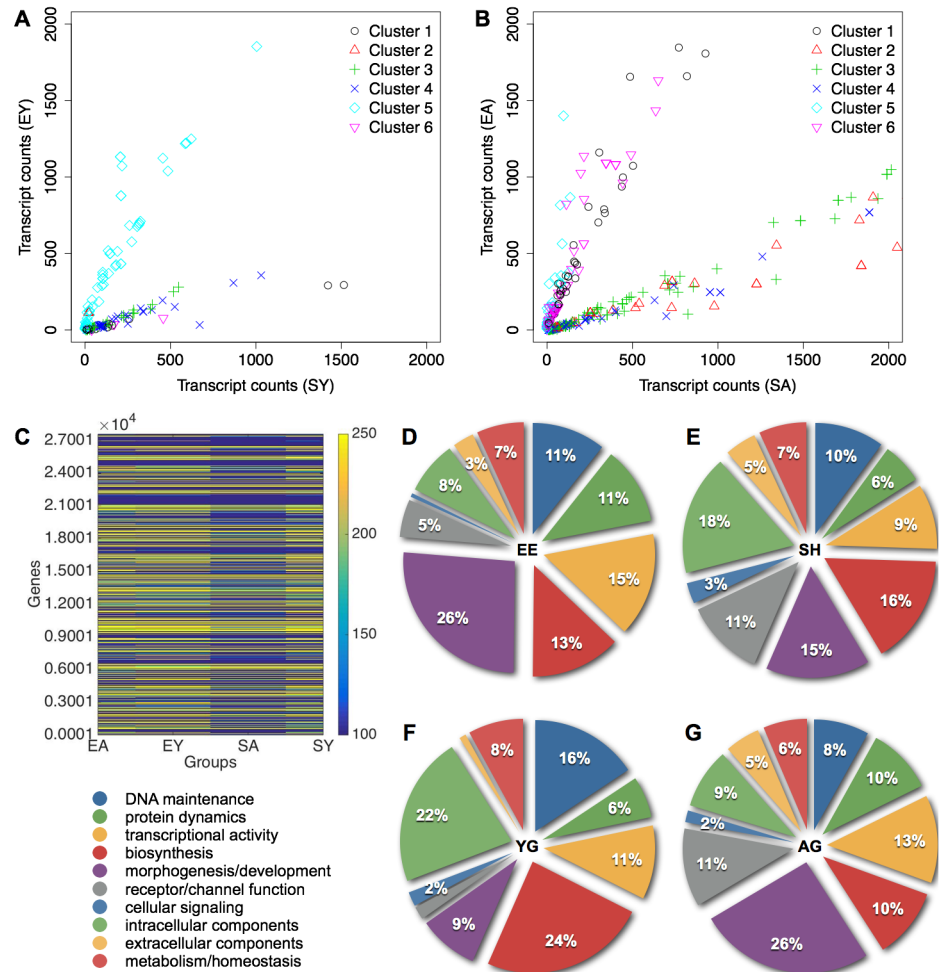 A
Transcript counts (EY)
2000
1500
1000
500
0
0
500
1000
1500
2000
Transcript counts (SY)
Cluster 1
Cluster 2
Cluster 3
Cluster 4
Cluster 5
Cluster 6
B
Transcript counts (EA)
2000
1500
1000
500
0
0
500
1000
1500
2000
Transcript counts (SA)
Cluster 1
Cluster 2
Cluster 3
Cluster 4
Cluster 5
Cluster 6
C
×10⁴
Genes
2.7001
2.4001
2.1001
1.8001
1.5001
1.2001
0.9001
0.6001
0.3001
0.0001
EA EY SA SY
Groups
250
200
150
100
D
EE
11%
11%
15%
13%
26%
5%
8%
3%
7%
E
SH
10%
6%
9%
16%
15%
11%
3%
18%
5%
7%
F
YG
16%
6%
11%
24%
9%
2%
22%
8%
G
AG
8%
10%
13%
10%
26%
11%
2%
9%
5%
6%
DNA maintenance
protein dynamics
transcriptional activity
biosynthesis
morphogenesis/development
receptor/channel function
cellular signaling
intracellular components
extracellular components
metabolism/homeostasis